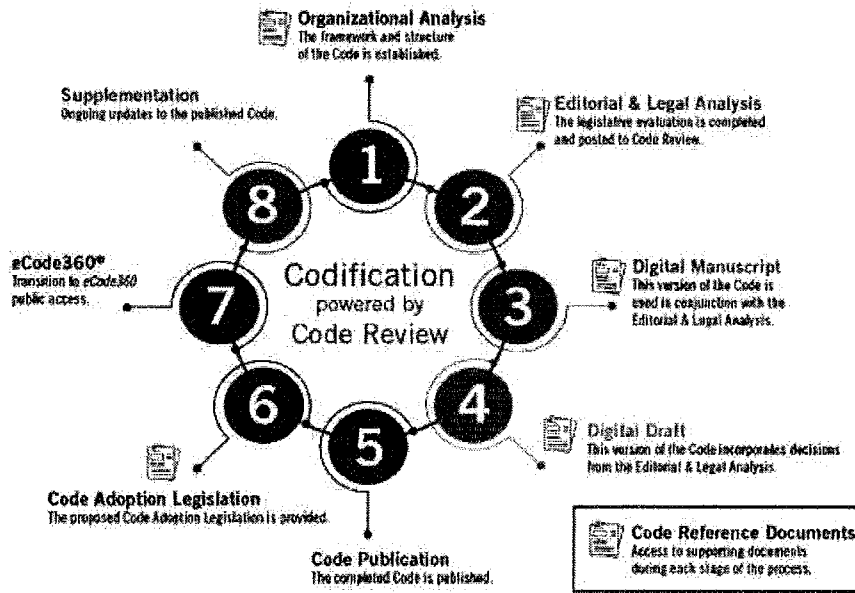 Organizational Analysis
The framework and structure
of the Code is established.
1
Editorial & Legal Analysis
The legislative evaluation is completed
and posted to Code Review.
2
Digital Manuscript
This version of the Code is
used in conjunction with the
Editorial & Legal Analysis.
3
Digital Draft
This version of the Code incorporates decisions
from the Editorial & Legal Analysis.
4
Code Publication
The completed Code is published.
5
Code Adoption Legislation
The proposed Code Adoption Legislation is provided.
6
eCode360®
Transition to eCode360
public access.
7
Supplementation
Ongoing updates to the published Code.
8
Codification
powered by
Code Review
Code Reference Documents
Access to supporting documents
during each stage of the process.